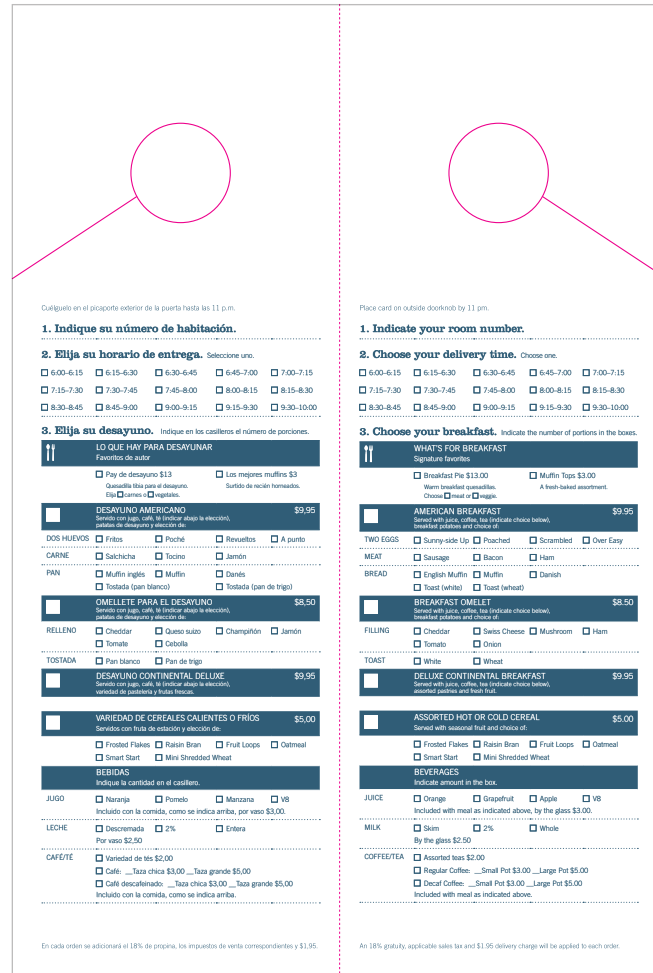 Cuélguelo en el picaporte exterior de la puerta hasta las 11 p.m.
1. Indique su número de habitación.
2. Elija su horario de entrega. Seleccione uno.
6:00–6:15 6:15–6:30 6:30–6:45 6:45–7:00 7:00–7:15
7:15–7:30 7:30–7:45 7:45–8:00 8:00–8:15 8:15–8:30
8:30–8:45 8:45–9:00 9:00–9:15 9:15–9:30 9:30–10:00
3. Elija su desayuno. Indique en los casilleros el número de porciones.
LO QUE HAY PARA DESAYUNAR
Favoritos de autor
Pay de desayuno $13 Los mejores muffins $3
Quesadilla tibia para el desayuno. Surtido de recién horneados.
Elija carnes o vegetales.
DESAYUNO AMERICANO $9,95
Servido con jugo, café, té (indicar abajo la elección),
patatas de desayuno y elección de:
DOS HUEVOS Fritos Poché Revueltos A punto
CARNE Salchicha Tocino Jamón
PAN Muffin inglés Muffin Danés
Tostada (pan blanco) Tostada (pan de trigo)
OMELLETE PARA EL DESAYUNO $8,50
Servido con jugo, café, té (indicar abajo la elección),
patatas de desayuno y elección de:
RELLENO Cheddar Queso suizo Champiñón Jamón
Tomate Cebolla
TOSTADA Pan blanco Pan de trigo
DESAYUNO CONTINENTAL DELUXE $9,95
Servido con jugo, café, té (indicar abajo la elección),
variedad de pastelería y frutas frescas.
VARIEDAD DE CEREALES CALIENTES O FRÍOS $5,00
Servidos con fruta de estación y elección de:
Frosted Flakes Raisin Bran Fruit Loops Oatmeal
Smart Start Mini Shredded Wheat
BEBIDAS
Indique la cantidad en el casillero.
JUGO Naranja Pomelo Manzana V8
Incluido con la comida, como se indica arriba, por vaso $3,00.
LECHE Descremada 2% Entera
Por vaso $2,50
CAFÉ/TÉ Variedad de tés $2,00
Café: __Taza chica $3,00 __Taza grande $5,00
Café descafeinado: __Taza chica $3,00 __Taza grande $5,00
Incluido con la comida, como se indica arriba.
En cada orden se adicionará el 18% de propina, los impuestos de venta correspondientes y $1.95.
Place card on outside doorknob by 11 pm.
1. Indicate your room number.
2. Choose your delivery time. Choose one.
6:00–6:15 6:15–6:30 6:30–6:45 6:45–7:00 7:00–7:15
7:15–7:30 7:30–7:45 7:45–8:00 8:00–8:15 8:15–8:30
8:30–8:45 8:45–9:00 9:00–9:15 9:15–9:30 9:30–10:00
3. Choose your breakfast. Indicate the number of portions in the boxes.
WHAT'S FOR BREAKFAST
Signature favorites
Breakfast Pie $13.00 Muffin Tops $3.00
Warm breakfast quesadillas. A fresh-baked assortment.
Choose meat or veggie.
AMERICAN BREAKFAST $9.95
Served with juice, coffee, tea (indicate choice below),
breakfast potatoes and choice of:
TWO EGGS Sunny-side Up Poached Scrambled Over Easy
MEAT Sausage Bacon Ham
BREAD English Muffin Muffin Danish
Toast (white) Toast (wheat)
BREAKFAST OMELET $8.50
Served with juice, coffee, tea (indicate choice below),
breakfast potatoes and choice of:
FILLING Cheddar Swiss Cheese Mushroom Ham
Tomato Onion
TOAST White Wheat
DELUXE CONTINENTAL BREAKFAST $9.95
Served with juice, coffee, tea (indicate choice below),
assorted pastries and fresh fruit.
ASSORTED HOT OR COLD CEREAL $5.00
Served with seasonal fruit and choice of:
Frosted Flakes Raisin Bran Fruit Loops Oatmeal
Smart Start Mini Shredded Wheat
BEVERAGES
Indicate amount in the box.
JUICE Orange Grapefruit Apple V8
Included with meal as indicated above, by the glass $3.00.
MILK Skim 2% Whole
By the glass $2.50
COFFEE/TEA Assorted teas $2.00
Regular Coffee: __Small Pot $3.00 __Large Pot $5.00
Decaf Coffee: __Small Pot $3.00 __Large Pot $5.00
Included with meal as indicated above.
An 18% gratuity, applicable sales tax and $1.95 delivery charge will be applied to each order.